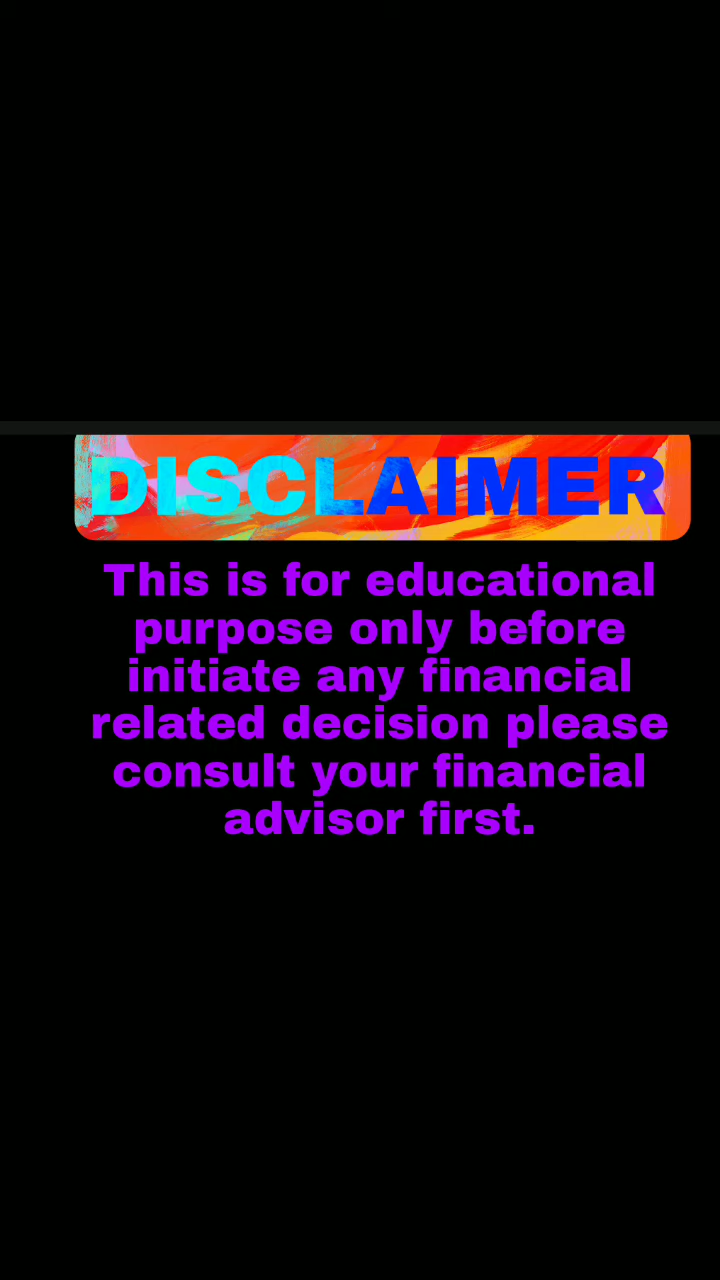 DISCLAIMER
This is for educational
purpose only before
initiate any financial
related decision please
consult your financial
advisor first.